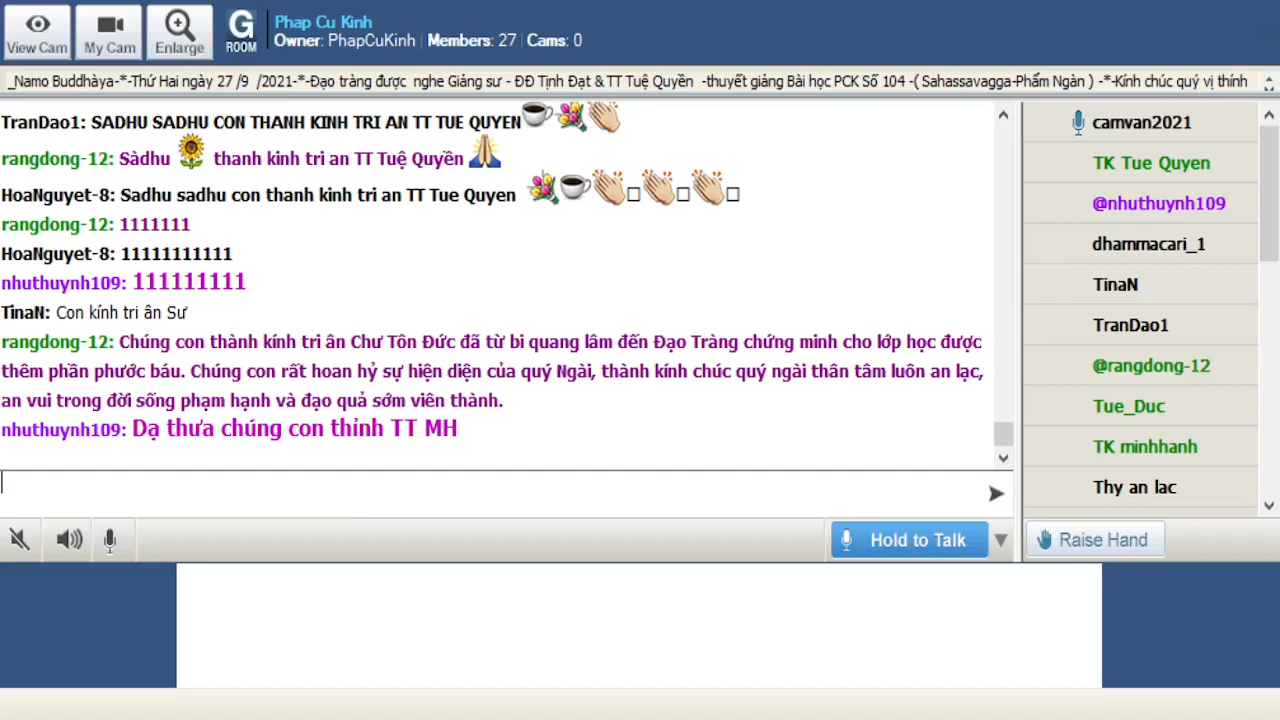 View Cam
My Cam
Enlarge
G
ROOM
Phap Cu Kinh
Owner: PhapCuKinh | Members: 27 | Cams: 0
_Namo Buddhàya-*-Thứ Hai ngày 27 /9 /2021-*-Đạo tràng được nghe Giảng sư - ĐĐ Tịnh Đạt & TT Tuệ Quyền -thuyết giảng Bài học PCK Số 104 -( Sahassavagga-Phẩm Ngàn ) -*-Kính chúc quý vị thính
TranDao1: SADHU SADHU CON THANH KINH TRI AN TT TUE QUYEN
rangdong-12: Sàdhu thanh kinh tri an TT Tuệ Quyền
HoaNguyet-8: Sadhu sadhu con thanh kinh tri an TT Tue Quyen
rangdong-12: 1111111
HoaNguyet-8: 11111111111
nhuthuynh109: 111111111
TinaN: Con kính tri ân Sư
rangdong-12: Chúng con thành kính tri ân Chư Tôn Đức đã từ bi quang lâm đến Đạo Tràng chứng minh cho lớp học được
thêm phần phước báu. Chúng con rất hoan hỷ sự hiện diện của quý Ngài, thành kính chúc quý ngài thân tâm luôn an lạc,
an vui trong đời sống phạm hạnh và đạo quả sớm viên thành.
nhuthuynh109: Dạ thưa chúng con thỉnh TT MH
Hold to Talk
camvan2021
TK Tue Quyen
@nhuthuynh109
dhammacari_1
TinaN
TranDao1
@rangdong-12
Tue_Duc
TK minhhanh
Thy an lac
Raise Hand